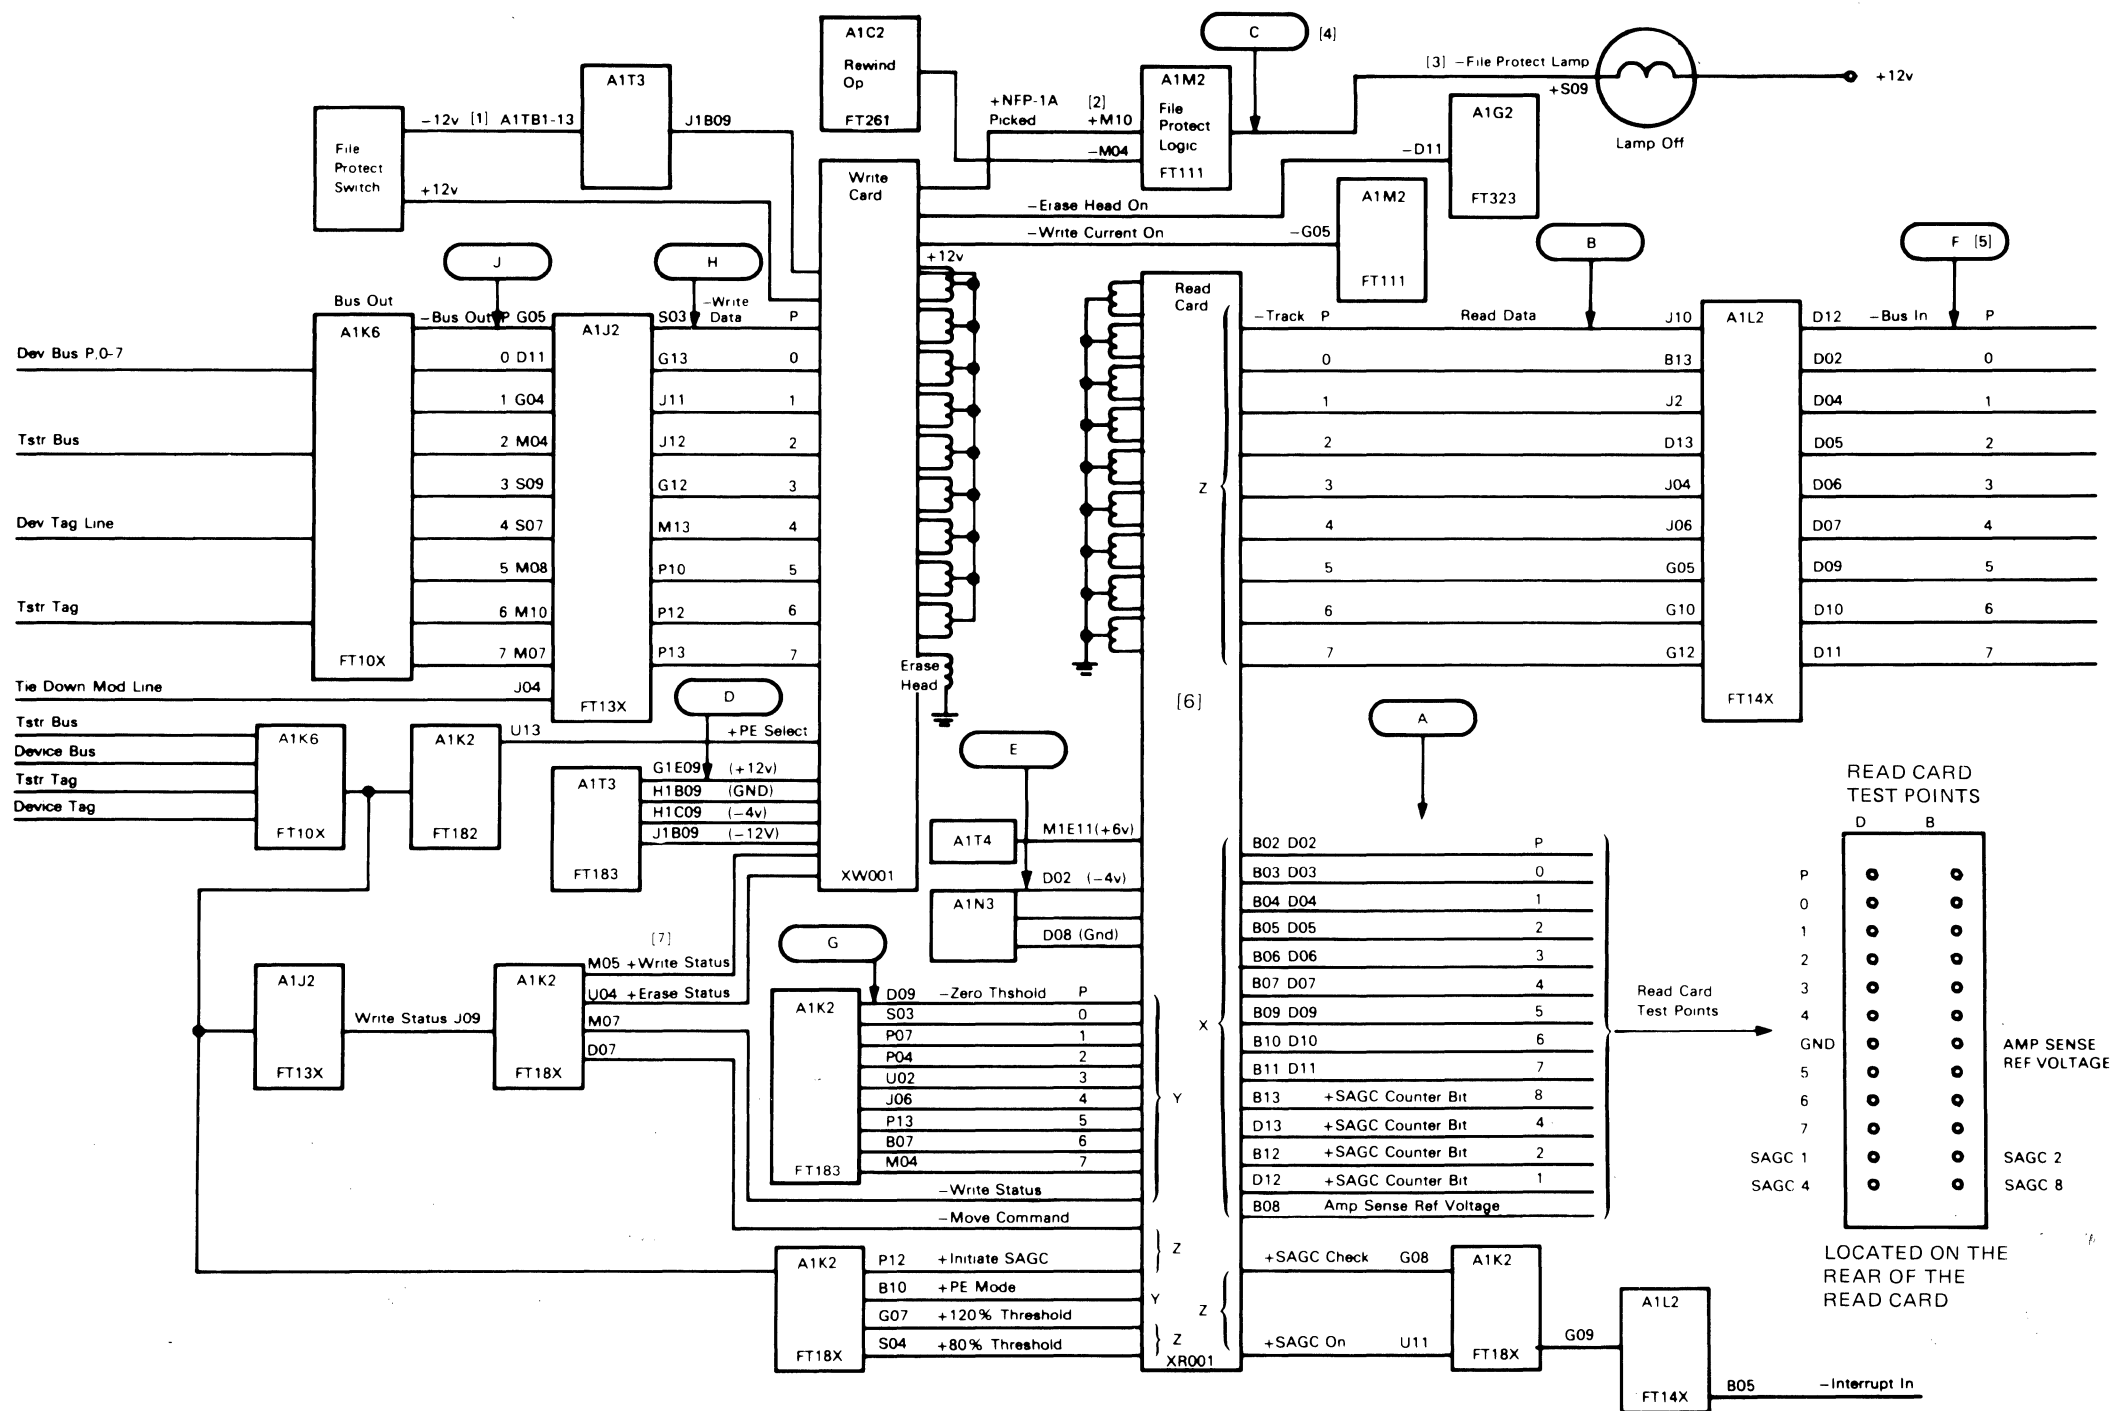 A1C2
Rewind
Op
FT261
C
[4]
A1T3
A1M2
File
Protect
Logic
FT111
[3] –File Protect Lamp
+S09
+12v
Lamp Off
File
Protect
Switch
–12v [1] A1TB1-13
J1B09
+12v
+NFP-1A
Picked
[2]
+M10
–M04
A1G2
–D11
FT323
Write
Card
–Erase Head On
–Write Current On
–G05
A1M2
FT111
+12v
J
H
B
F [5]
Bus Out
A1K6
FT10X
Dev Bus P,0-7
Tstr Bus
Dev Tag Line
Tstr Tag
Tie Down Mod Line
J04
–Bus Out P G05
0 D11
1 G04
2 M04
3 S09
4 S07
5 M08
6 M10
7 M07
A1J2
FT13X
–Write
Data
S03 P
G13 0
J11 1
J12 2
G12 3
M13 4
P10 5
P12 6
P13 7
Erase
Head
Read
Card
Z
[6]
–Track P Read Data J10
0 B13
1 J2
2 D13
3 J04
4 J06
5 G05
6 G10
7 G12
A1L2
FT14X
D12 –Bus In P
D02 0
D04 1
D05 2
D06 3
D07 4
D09 5
D10 6
D11 7
Tstr Bus
Device Bus
Tstr Tag
Device Tag
A1K6
FT10X
A1K2
FT182
U13
+PE Select
D
A1T3
FT183
G1E09 (+12v)
H1B09 (GND)
H1C09 (–4v)
J1B09 (–12V)
XW001
E
A1T4
M1E11(+6v)
A1N3
D02 (–4v)
D08 (Gnd)
A
X
B02 D02 P
B03 D03 0
B04 D04 1
B05 D05 2
B06 D06 3
B07 D07 4
B09 D09 5
B10 D10 6
B11 D11 7
B13 +SAGC Counter Bit 8
D13 +SAGC Counter Bit 4
B12 +SAGC Counter Bit 2
D12 +SAGC Counter Bit 1
B08 Amp Sense Ref Voltage
Read Card
Test Points
READ CARD
TEST POINTS
D B
P
0
1
2
3
4
GND
AMP SENSE
REF VOLTAGE
5
6
7
SAGC 1
SAGC 2
SAGC 4
SAGC 8
LOCATED ON THE
REAR OF THE
READ CARD
A1J2
FT13X
Write Status J09
A1K2
FT18X
[7]
M05 +Write Status
U04 +Erase Status
M07
D07
G
A1K2
FT183
D09 –Zero Thshold P
S03 0
P07 1
P04 2
U02 3
J06 4
P13 5
B07 6
M04 7
Y
–Write Status
–Move Command
A1K2
FT18X
P12 +Initiate SAGC
B10 +PE Mode
G07 +120% Threshold
S04 +80% Threshold
Z
Y
Z
Z
XR001
+SAGC Check G08
+SAGC On U11
A1K2
FT18X
G09
A1L2
FT14X
B05 –Interrupt In